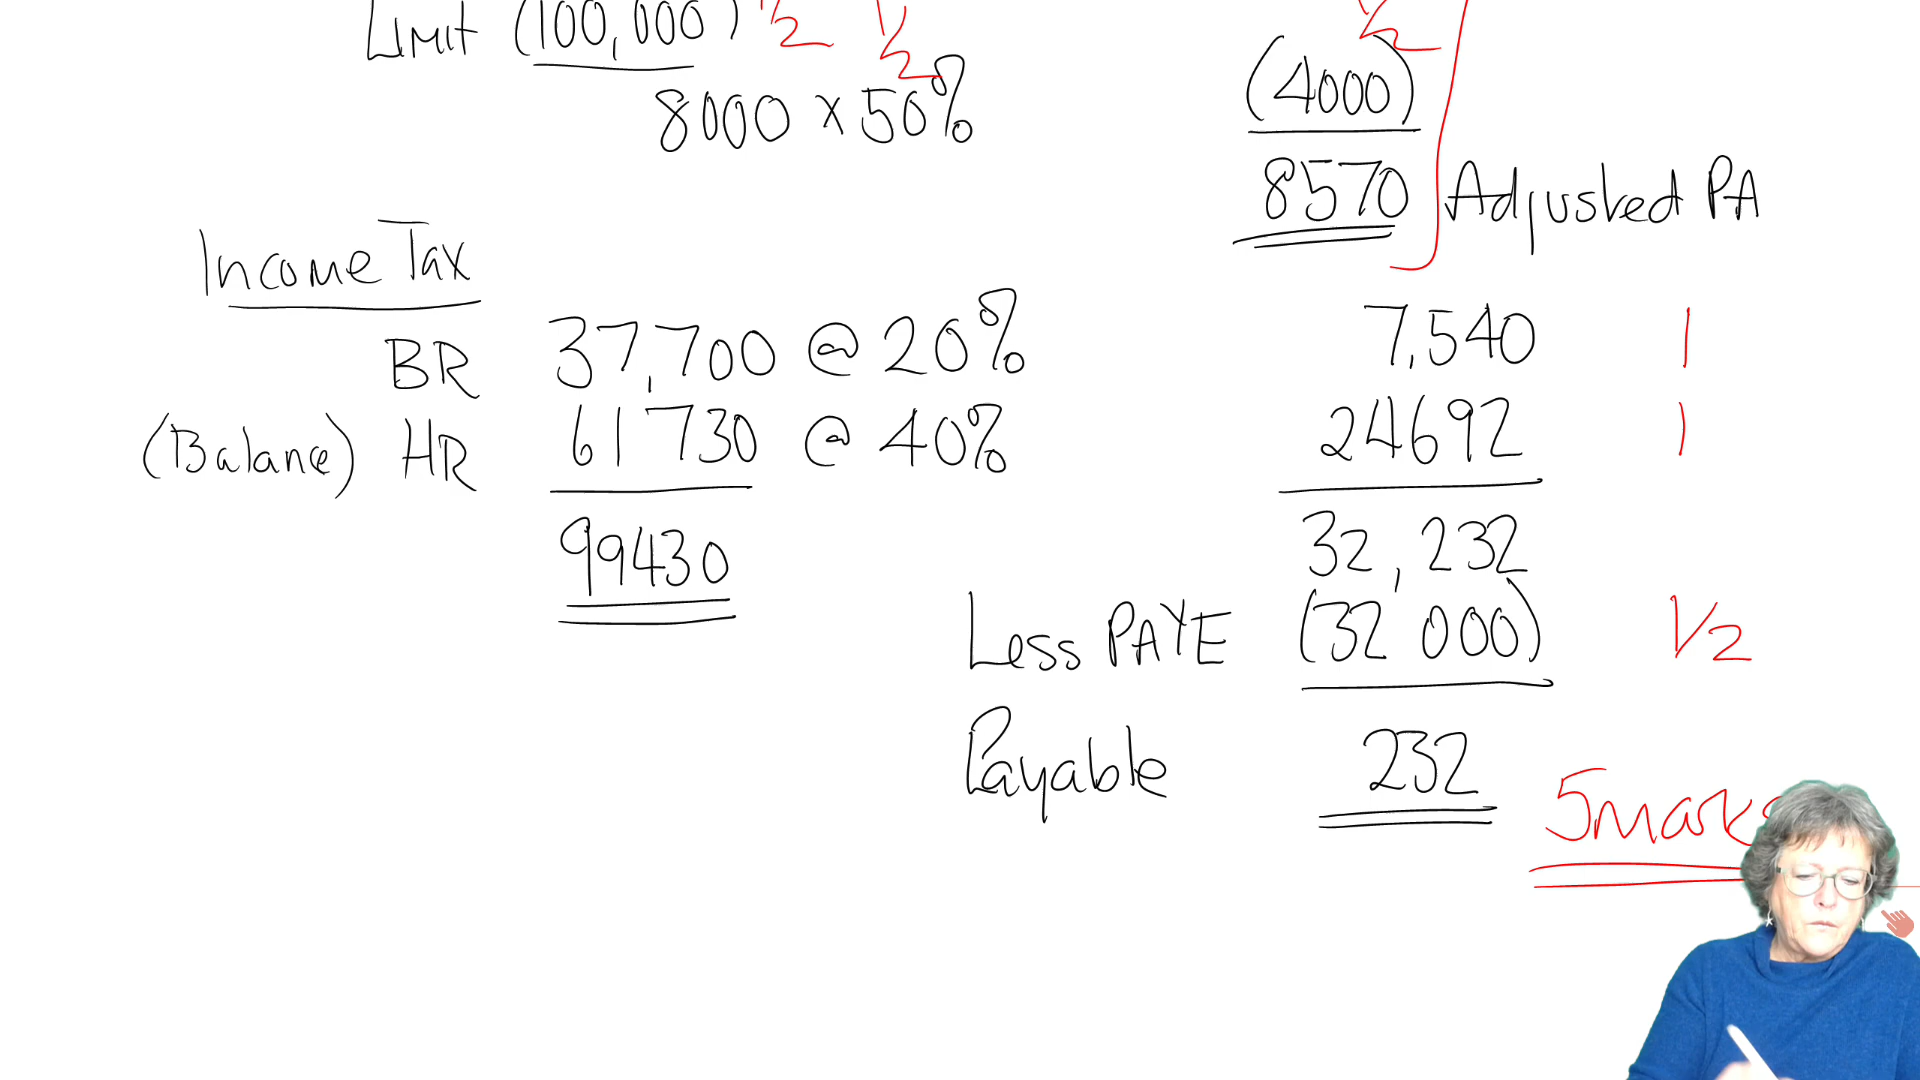 Limit (100,000) 1/2 1/2 1/2
8000 x 50% (4000)
8570 Adjusted PA
Income Tax
BR 37,700 @ 20% 7,540 1
(Balance) HR 61 730 @ 40% 24692 1
99430 32,232
Less PAYE (32 000) 1/2
Payable 232
5 marks